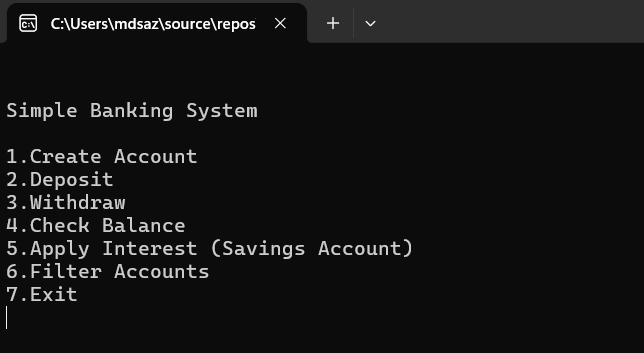 C:\Users\mdsaz\source\repos
Simple Banking System
1.Create Account
2.Deposit
3.Withdraw
4.Check Balance
5.Apply Interest (Savings Account)
6.Filter Accounts
7.Exit